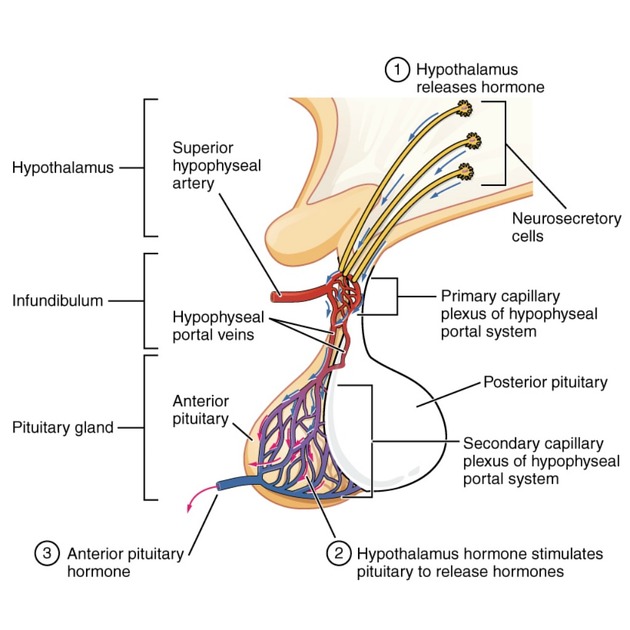 1 Hypothalamus
releases hormone
Superior
hypophyseal
artery
Hypothalamus
Neurosecretory
cells
Infundibulum
Primary capillary
plexus of hypophyseal
portal system
Hypophyseal
portal veins
Posterior pituitary
Anterior
pituitary
Pituitary gland
Secondary capillary
plexus of hypophyseal
portal system
3 Anterior pituitary
hormone
2 Hypothalamus hormone stimulates
pituitary to release hormones